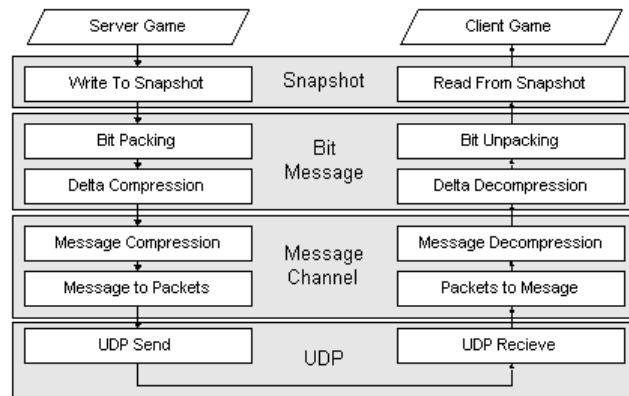 Server Game
Client Game
Write To Snapshot
Snapshot
Read From Snapshot
Bit Packing
Bit
Message
Bit Unpacking
Delta Compression
Delta Decompression
Message Compression
Message
Channel
Message Decompression
Message to Packets
Packets to Mesage
UDP Send
UDP
UDP Recieve